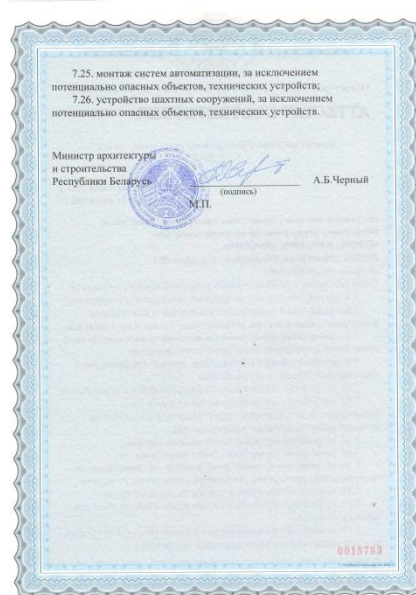 7.25. монтаж систем автоматизации, за исключением
потенциально опасных объектов, технических устройств;
7.26. устройство шахтных сооружений, за исключением
потенциально опасных объектов, технических устройств.
Министр архитектуры
и строительства
Республики Беларусь
А.Б.Черный
(подпись)
М.П.
0013763